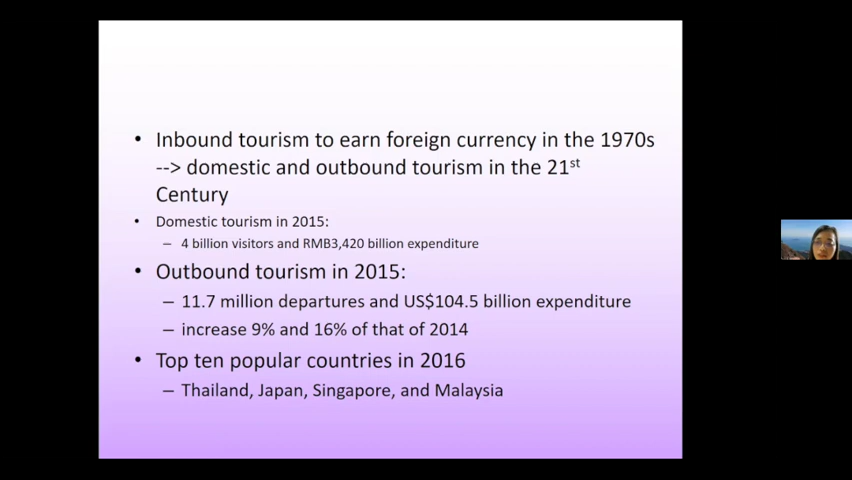 • Inbound tourism to earn foreign currency in the 1970s
--> domestic and outbound tourism in the 21st
Century
• Domestic tourism in 2015:
– 4 billion visitors and RMB3,420 billion expenditure
• Outbound tourism in 2015:
– 11.7 million departures and US$104.5 billion expenditure
– increase 9% and 16% of that of 2014
• Top ten popular countries in 2016
– Thailand, Japan, Singapore, and Malaysia